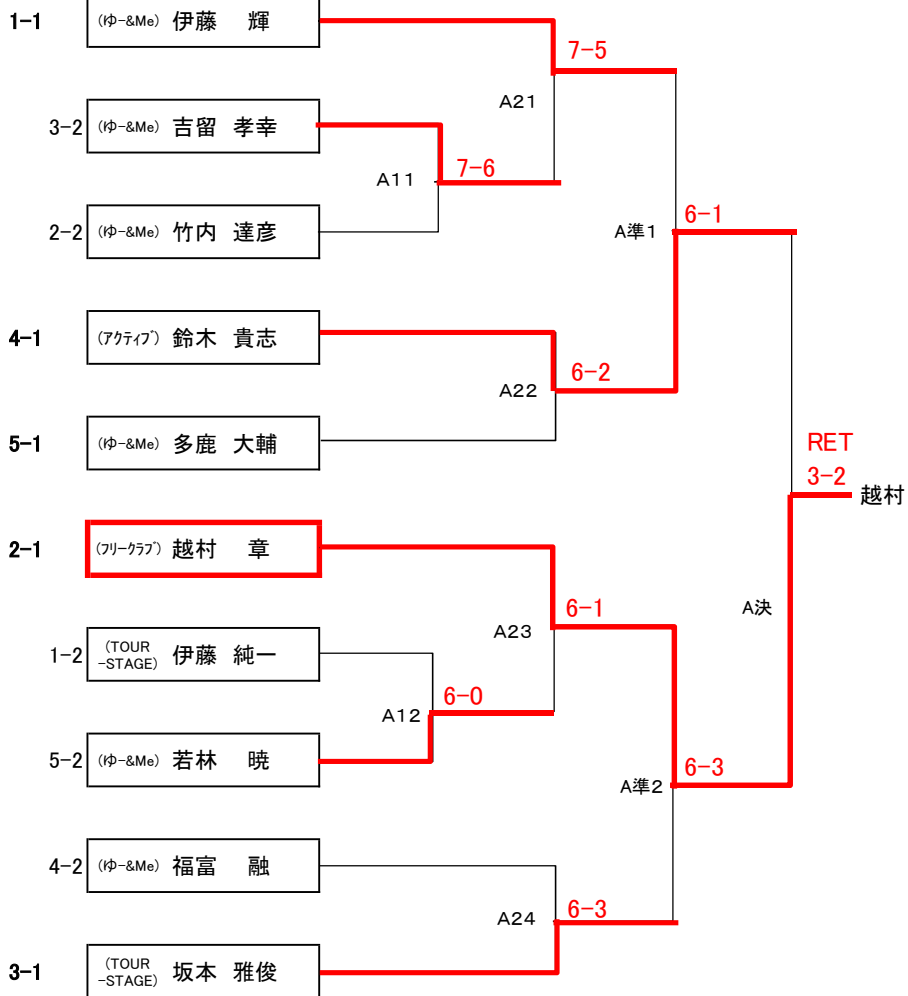 1-1 (ゆｰ&Me) 伊藤 輝
7-5
A21
3-2 (ゆｰ&Me) 吉留 孝幸
7-6
A11
2-2 (ゆｰ&Me) 竹内 達彦
6-1
A準1
4-1 (ｱｸﾃｨﾌﾞ) 鈴木 貴志
6-2
A22
5-1 (ゆｰ&Me) 多鹿 大輔
RET
3-2
越村
2-1 (ﾌﾘｰｸﾗﾌﾞ) 越村 章
6-1
A決
A23
1-2 (TOUR
-STAGE) 伊藤 純一
6-0
A12
5-2 (ゆｰ&Me) 若林 暁
6-3
A準2
4-2 (ゆｰ&Me) 福富 融
6-3
A24
3-1 (TOUR
-STAGE) 坂本 雅俊